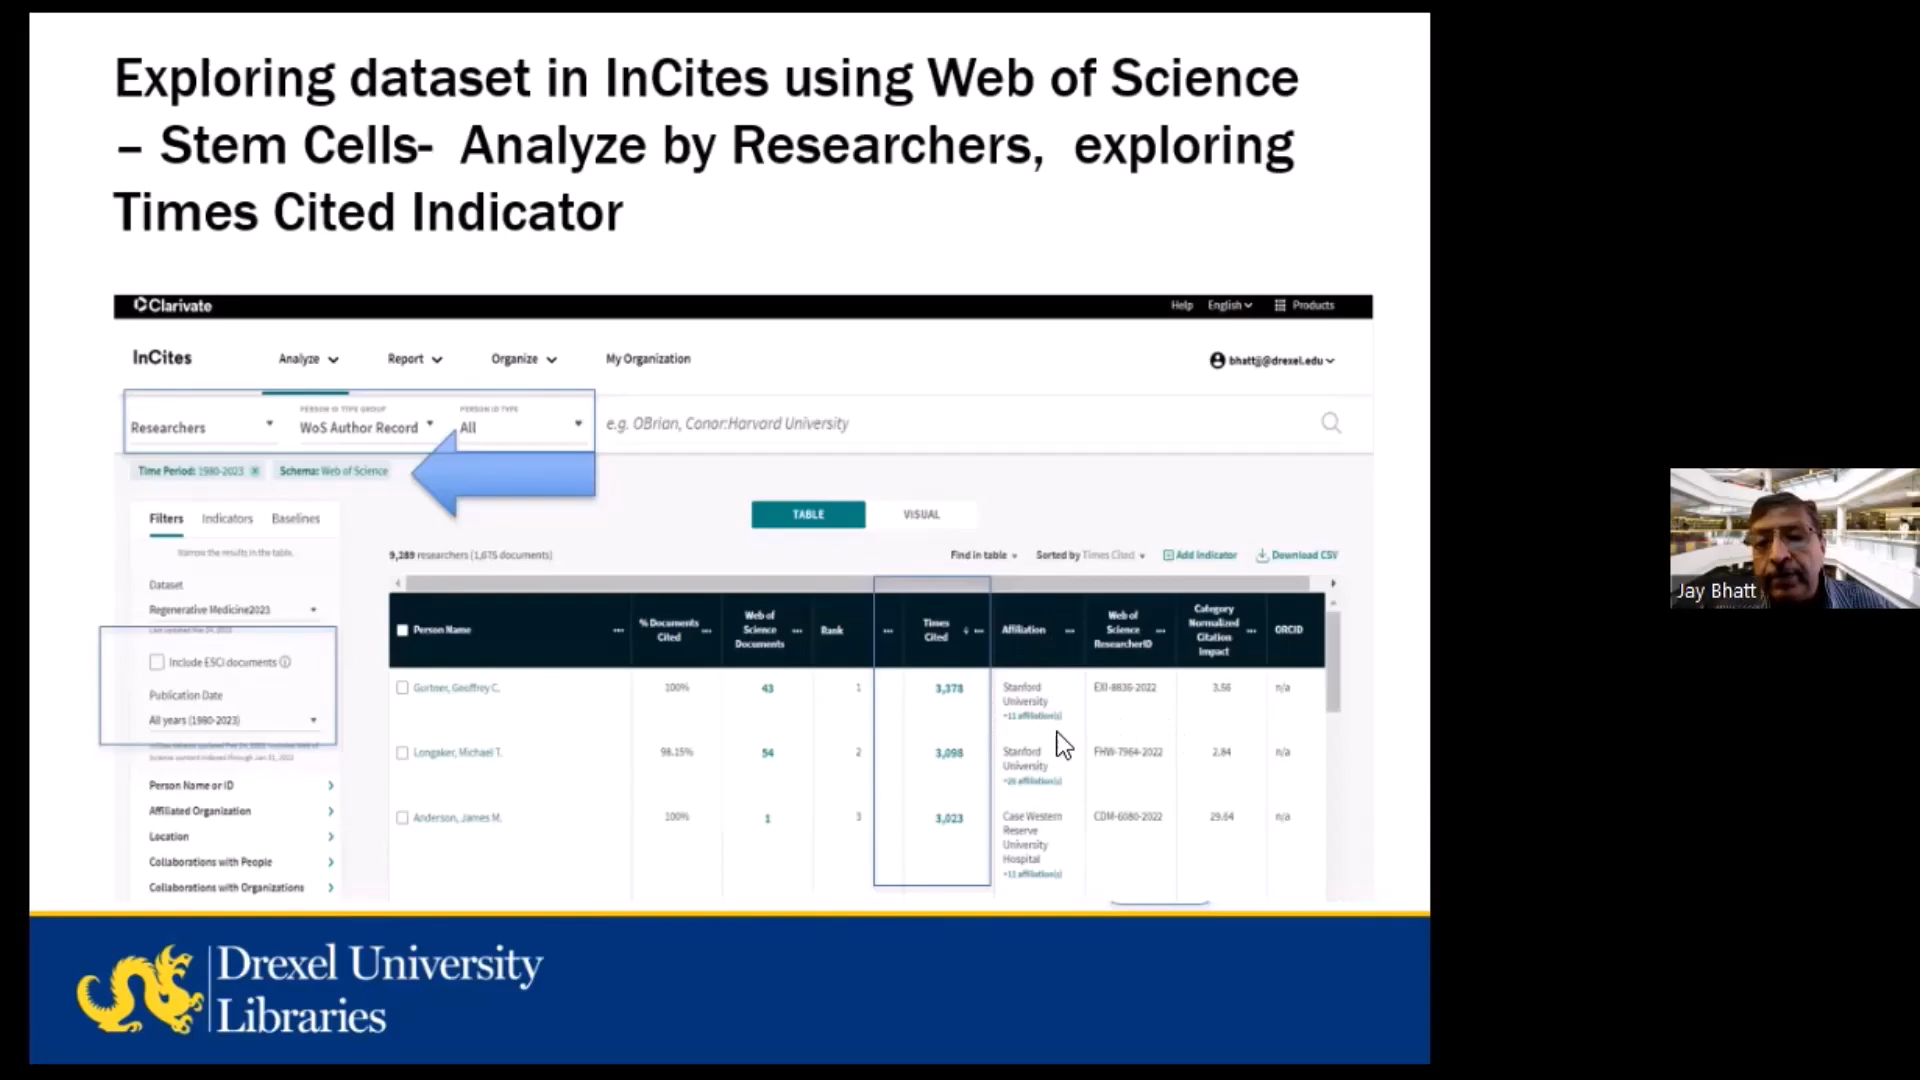 Exploring dataset in InCites using Web of Science
– Stem Cells- Analyze by Researchers, exploring
Times Cited Indicator
Clarivate
Help English Products
InCites Analyze Report Organize My Organization bhattjj@drexel.edu
PERSON ID TYPE GROUP PERSON ID TYPE
Researchers WoS Author Record All e.g. OBrian, Conor:Harvard University
Time Period: 1980-2023 Schema: Web of Science
Filters Indicators Baselines
TABLE VISUAL
Narrow the results in the table.
9,289 researchers (1,675 documents) Find in table Sorted by Times Cited Add Indicator Download CSV
Dataset
Regenerative Medicine2023
Include ESCI documents
Publication Date
All years (1980-2023)
Person Name or ID
Affiliated Organization
Location
Collaborations with People
Collaborations with Organizations
Person Name ... % Documents Cited ... Web of Science Documents ... Rank ... Times Cited ... Affiliation ... Web of Science ResearcherID ... Category Normalized Citation Impact ... ORCID
Gurtner, Geoffrey C. 100% 43 1 3,378 Stanford University +11 affiliation(s) EXI-8836-2022 3.56 n/a
Longaker, Michael T. 98.15% 54 2 3,098 Stanford University affiliation(s) FHW-7964-2022 2.84 n/a
Anderson, James M. 100% 1 3 3,023 Case Western Reserve University Hospital +11 affiliation(s) CDM-6080-2022 29.64 n/a
Drexel University
Libraries
Jay Bhatt